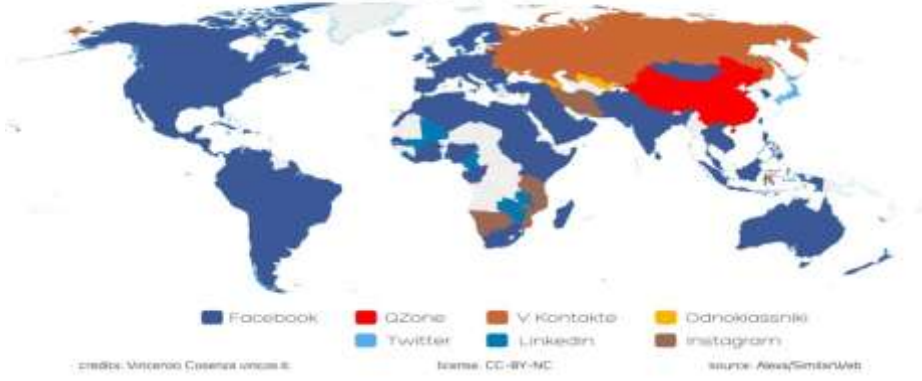 Facebook QZone V Kontakte Odnoklassniki
Twitter Linkedin Instagram
credits: Vincenzo Cosenza vincos.it license: CC-BY-NC source: Alexa/SimilarWeb